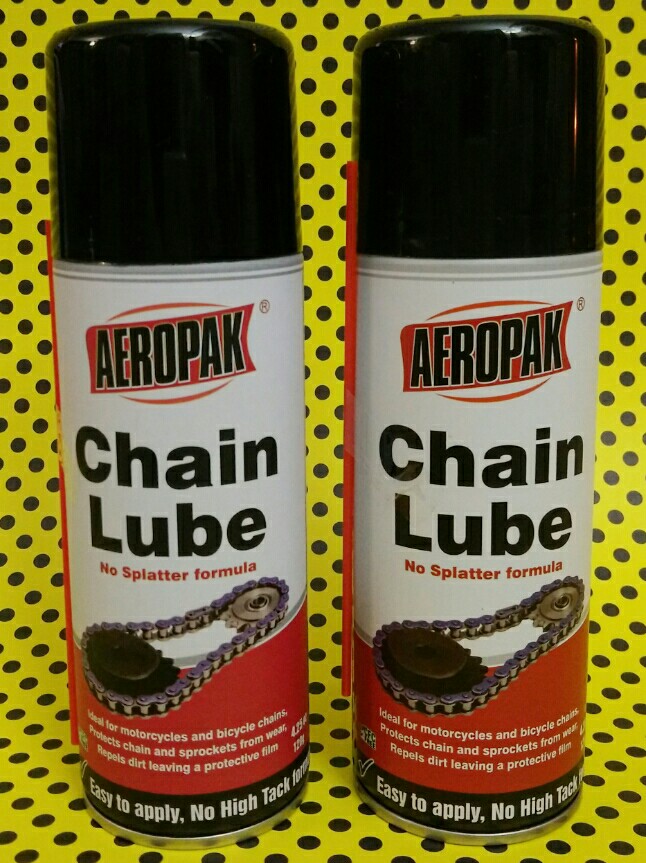 AEROPAK®
Chain
Lube
No Splatter formula
Ideal for motorcycles and bicycle chains,
Protects chain and sprockets from wear,
Repels dirt leaving a protective film
Easy to apply, No High Tack
AEROPAK®
Chain
Lube
No Splatter formula
Ideal for motorcycles and bicycle chains,
Protects chain and sprockets from wear,
Repels dirt leaving a protective film
Easy to apply, No High Tack